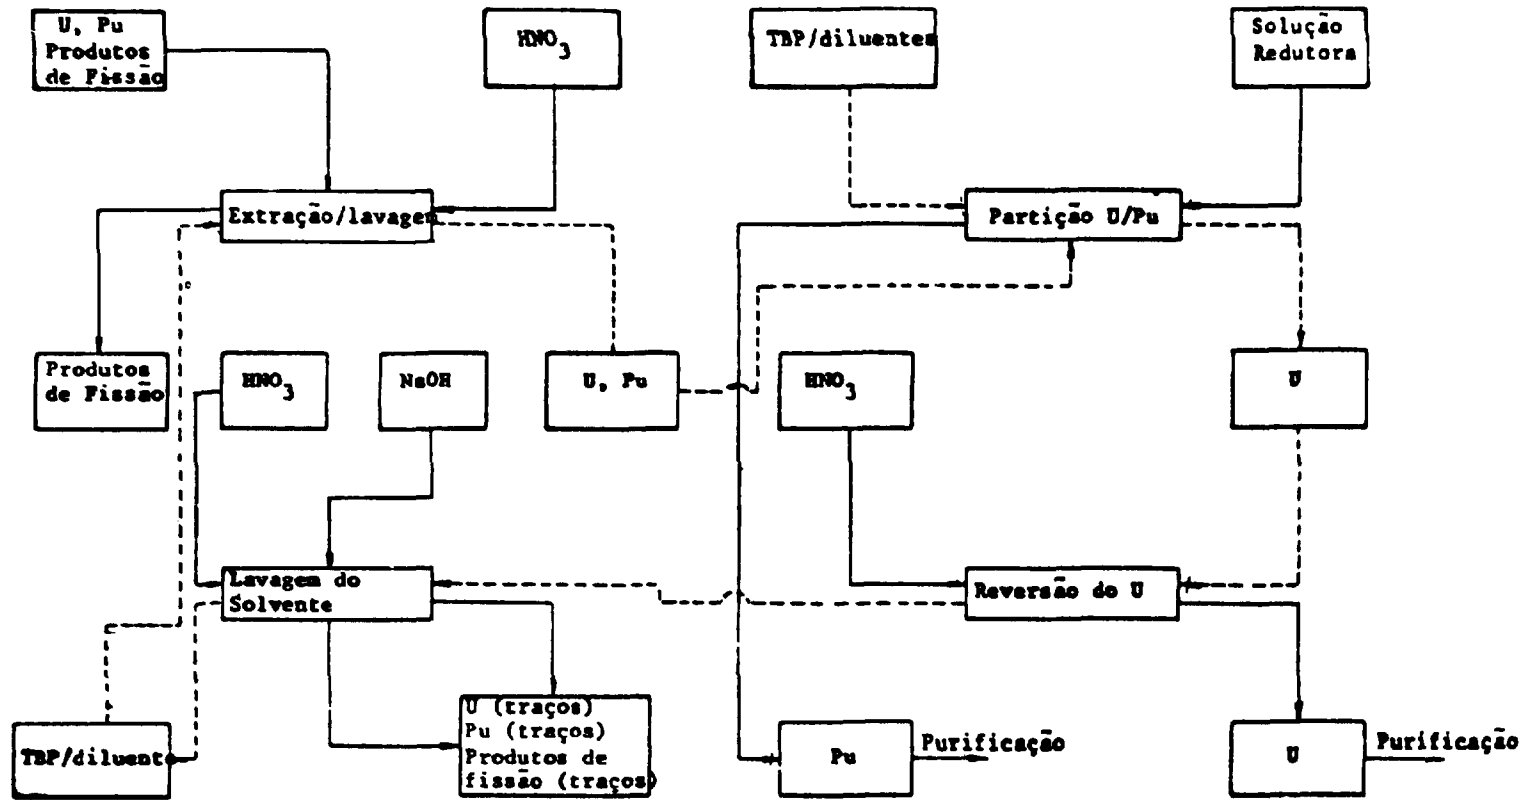 U, Pu
Produtos
de Fissão
HNO3
TBP/diluentes
Solução
Redutora
Extração/lavagem
Partição U/Pu
Produtos
de Fissão
HNO3
NaOH
U, Pu
HNO3
U
Lavagem do
Solvente
Reversão do U
TBP/diluent
U (traços)
Pu (traços)
Produtos de
fissão (traços)
Pu
Purificação
U
Purificação